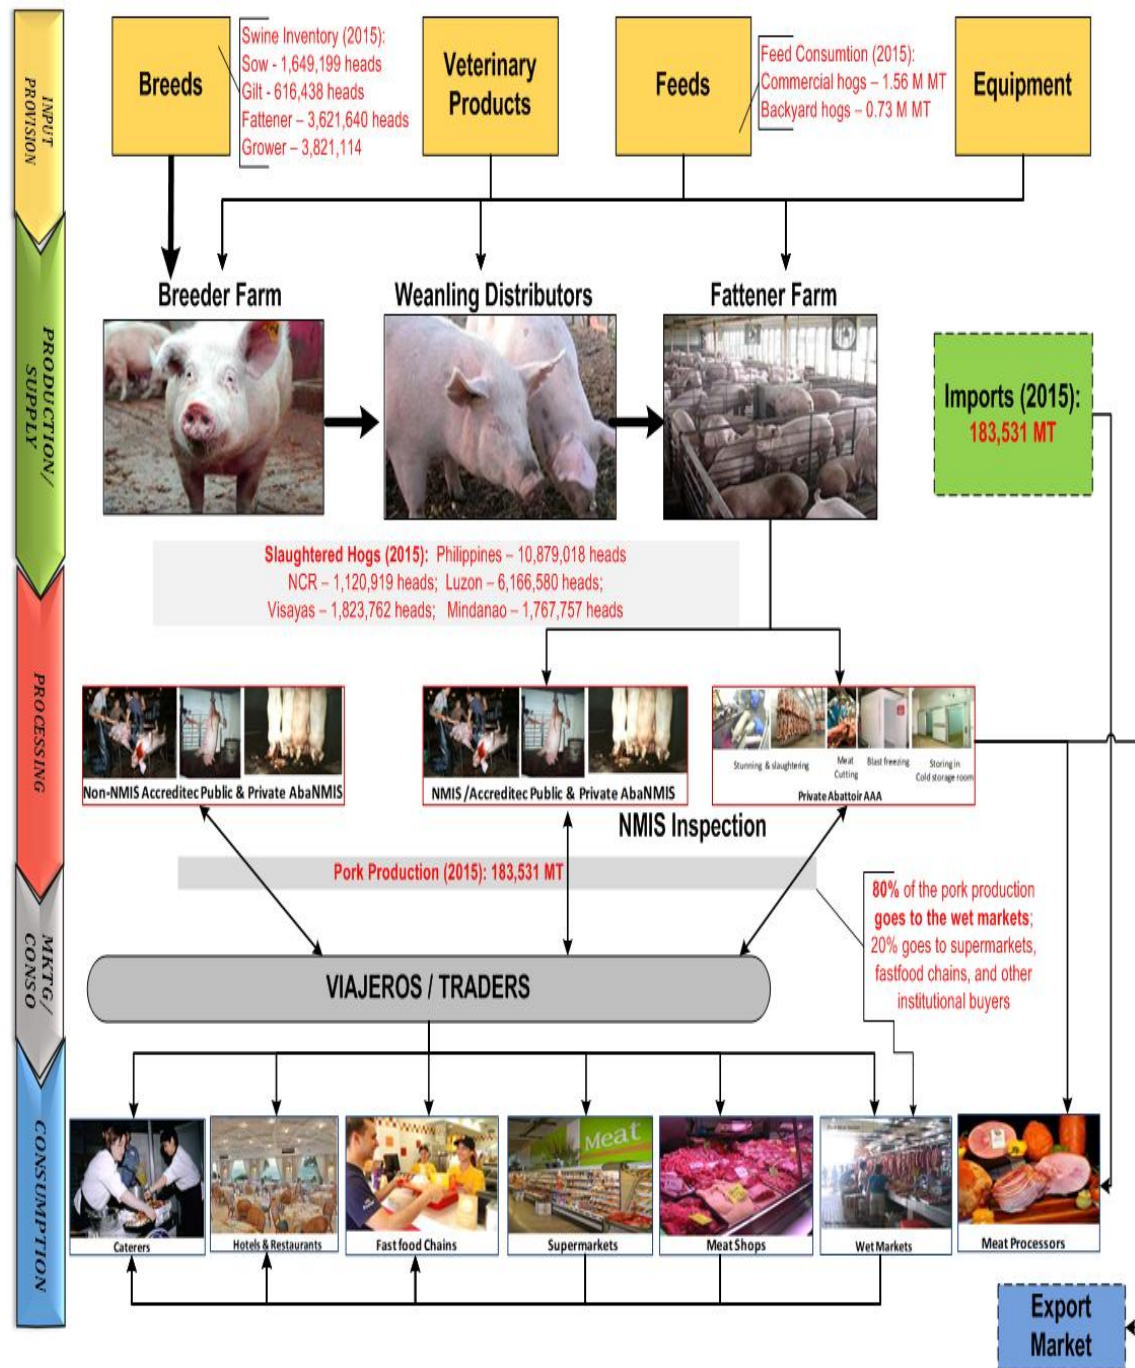 INPUT
PROVISION
PRODUCTION/
SUPPLY
PROCESSING
MKTG/
CONSO
CONSUMPTION
Breeds
Swine Inventory (2015):
Sow - 1,649,199 heads
Gilt - 616,438 heads
Fattener – 3,621,640 heads
Grower – 3,821,114
Veterinary
Products
Feeds
Feed Consumtion (2015):
Commercial hogs – 1.56 M MT
Backyard hogs – 0.73 M MT
Equipment
Breeder Farm
Weanling Distributors
Fattener Farm
Imports (2015):
183,531 MT
Slaughtered Hogs (2015): Philippines – 10,879,018 heads
NCR – 1,120,919 heads; Luzon – 6,166,580 heads;
Visayas – 1,823,762 heads; Mindanao – 1,767,757 heads
Non-NMIS Accreditec Public & Private AbaNMIS
NMIS /Accreditec Public & Private AbaNMIS
Stunning & slaughtering
Meat
Cutting
Blast freezing
Storing in
Cold storage room
Private Abattoir AAA
NMIS Inspection
Pork Production (2015): 183,531 MT
80% of the pork production
goes to the wet markets;
20% goes to supermarkets,
fastfood chains, and other
institutional buyers
VIAJEROS / TRADERS
Meat
Caterers
Hotels & Restaurants
Fast food Chains
Supermarkets
Meat Shops
Wet Markets
Meat Processors
Export
Market